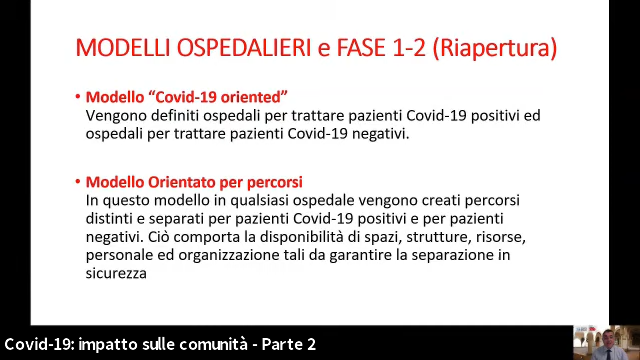 MODELLI OSPEDALIERI e FASE 1-2 (Riapertura)
• Modello “Covid-19 oriented”
Vengono definiti ospedali per trattare pazienti Covid-19 positivi ed
ospedali per trattare pazienti Covid-19 negativi.
• Modello Orientato per percorsi
In questo modello in qualsiasi ospedale vengono creati percorsi
distinti e separati per pazienti Covid-19 positivi e per pazienti
negativi. Ciò comporta la disponibilità di spazi, strutture, risorse,
personale ed organizzazione tali da garantire la separazione in
sicurezza
Covid-19: impatto sulle comunità - Parte 2